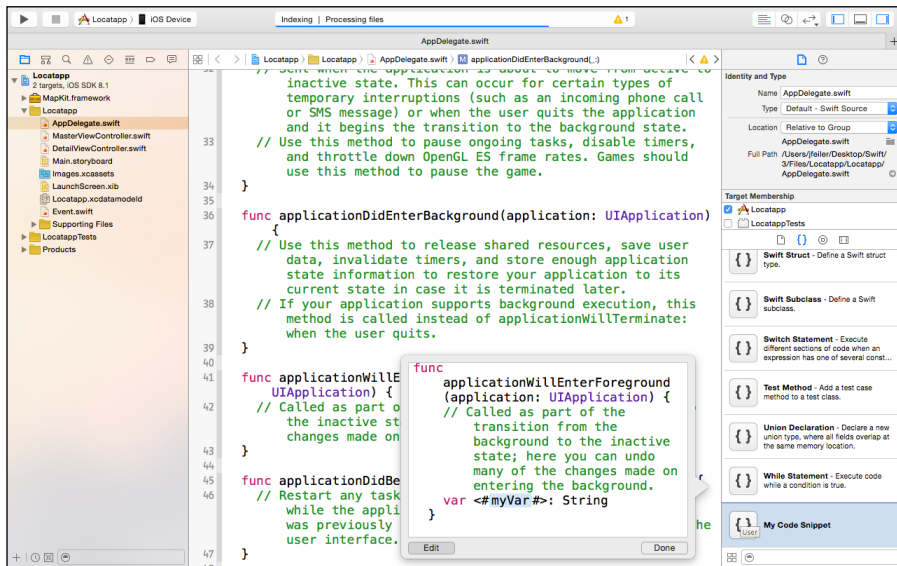 Locatapp
iOS Device
Indexing | Processing files
1
AppDelegate.swift
Locatapp
2 targets, iOS SDK 8.1
MapKit.framework
Locatapp
AppDelegate.swift
MasterViewController.swift
DetailViewController.swift
Main.storyboard
Images.xcassets
LaunchScreen.xib
Locatapp.xcdatamodeld
Event.swift
Supporting Files
LocatappTests
Products
Locatapp
Locatapp
AppDelegate.swift
M
applicationDidEnterBackground(_:)
32 // Sent when the application is about to move from active to
inactive state. This can occur for certain types of
temporary interruptions (such as an incoming phone call
or SMS message) or when the user quits the application
and it begins the transition to the background state.
33 // Use this method to pause ongoing tasks, disable timers,
and throttle down OpenGL ES frame rates. Games should
use this method to pause the game.
34 }
35
36 func applicationDidEnterBackground(application: UIApplication)
{
37 // Use this method to release shared resources, save user
data, invalidate timers, and store enough application
state information to restore your application to its
current state in case it is terminated later.
38 // If your application supports background execution, this
method is called instead of applicationWillTerminate:
when the user quits.
39 }
40
41 func applicationWillE
UIApplication) {
42 // Called as part o
the inactive st
changes made on
43 }
44
45 func applicationDidBe
{
46 // Restart any task
while the appli
was previously
he
user interface.
47 }
func
applicationWillEnterForeground
(application: UIApplication) {
// Called as part of the
transition from the
background to the inactive
state; here you can undo
many of the changes made on
entering the background.
var <#myVar#>: String
}
Edit
Done
Identity and Type
Name AppDelegate.swift
Type Default - Swift Source
Location Relative to Group
AppDelegate.swift
Full Path /Users/jfeiler/Desktop/Swift/
3/Files/Locatapp/Locatapp/
AppDelegate.swift
Target Membership
Locatapp
LocatappTests
{}
{ } Swift Struct - Define a Swift struct
type.
{ } Swift Subclass - Define a Swift
subclass.
{ } Switch Statement - Execute
different sections of code when an
expression has one of several const...
{ } Test Method - Add a test case
method to a test class.
{ } Union Declaration - Declare a new
union type, where all fields overlap at
the same memory location.
{ } While Statement - Execute code
while a condition is true.
{ } My Code Snippet
User